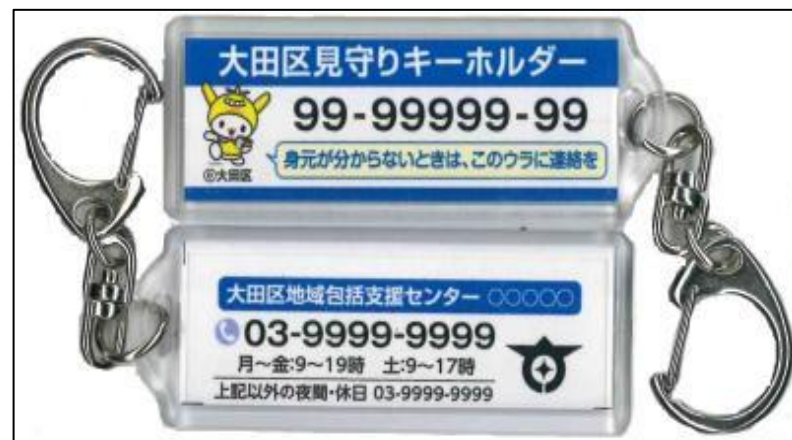 大田区見守りキーホルダー
99-99999-99
身元が分からないときは、このウラに連絡を
©大田区
大田区地域包括支援センター ○○○○○
03-9999-9999
月～金:9～19時 土:9～17時
上記以外の夜間・休日 03-9999-9999